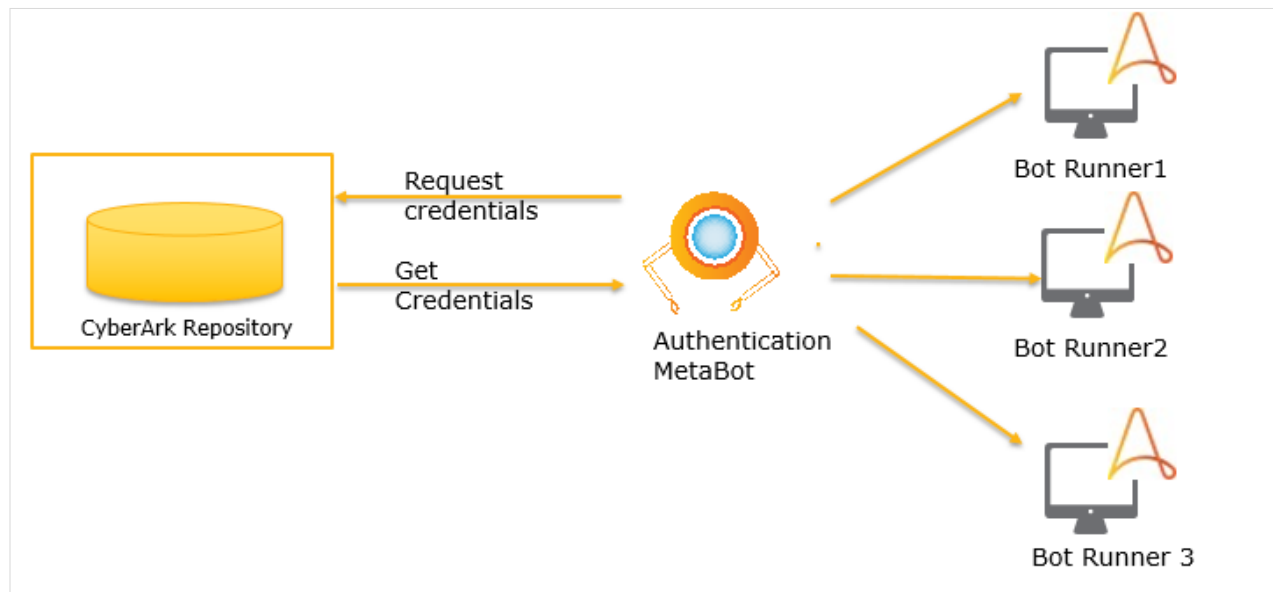 Request
credentials
Get
Credentials
CyberArk Repository
Authentication
MetaBot
Bot Runner1
Bot Runner2
Bot Runner 3